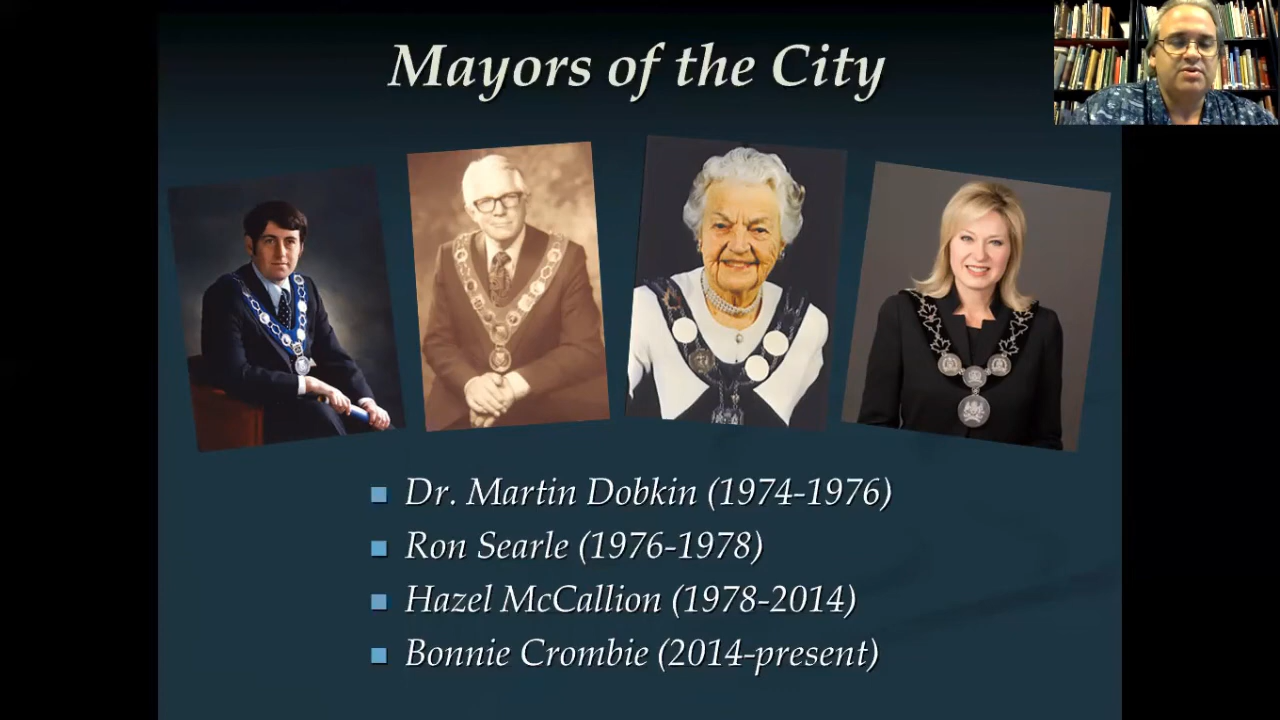 Mayors of the City
Dr. Martin Dobkin (1974-1976)
Ron Searle (1976-1978)
Hazel McCallion (1978-2014)
Bonnie Crombie (2014-present)